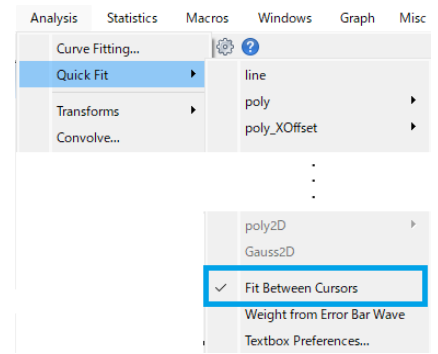 Analysis Statistics Macros Windows Graph Misc
Curve Fitting...
Quick Fit
Transforms
Convolve...
line
poly
poly_XOffset
poly2D
Gauss2D
Fit Between Cursors
Weight from Error Bar Wave
Textbox Preferences...